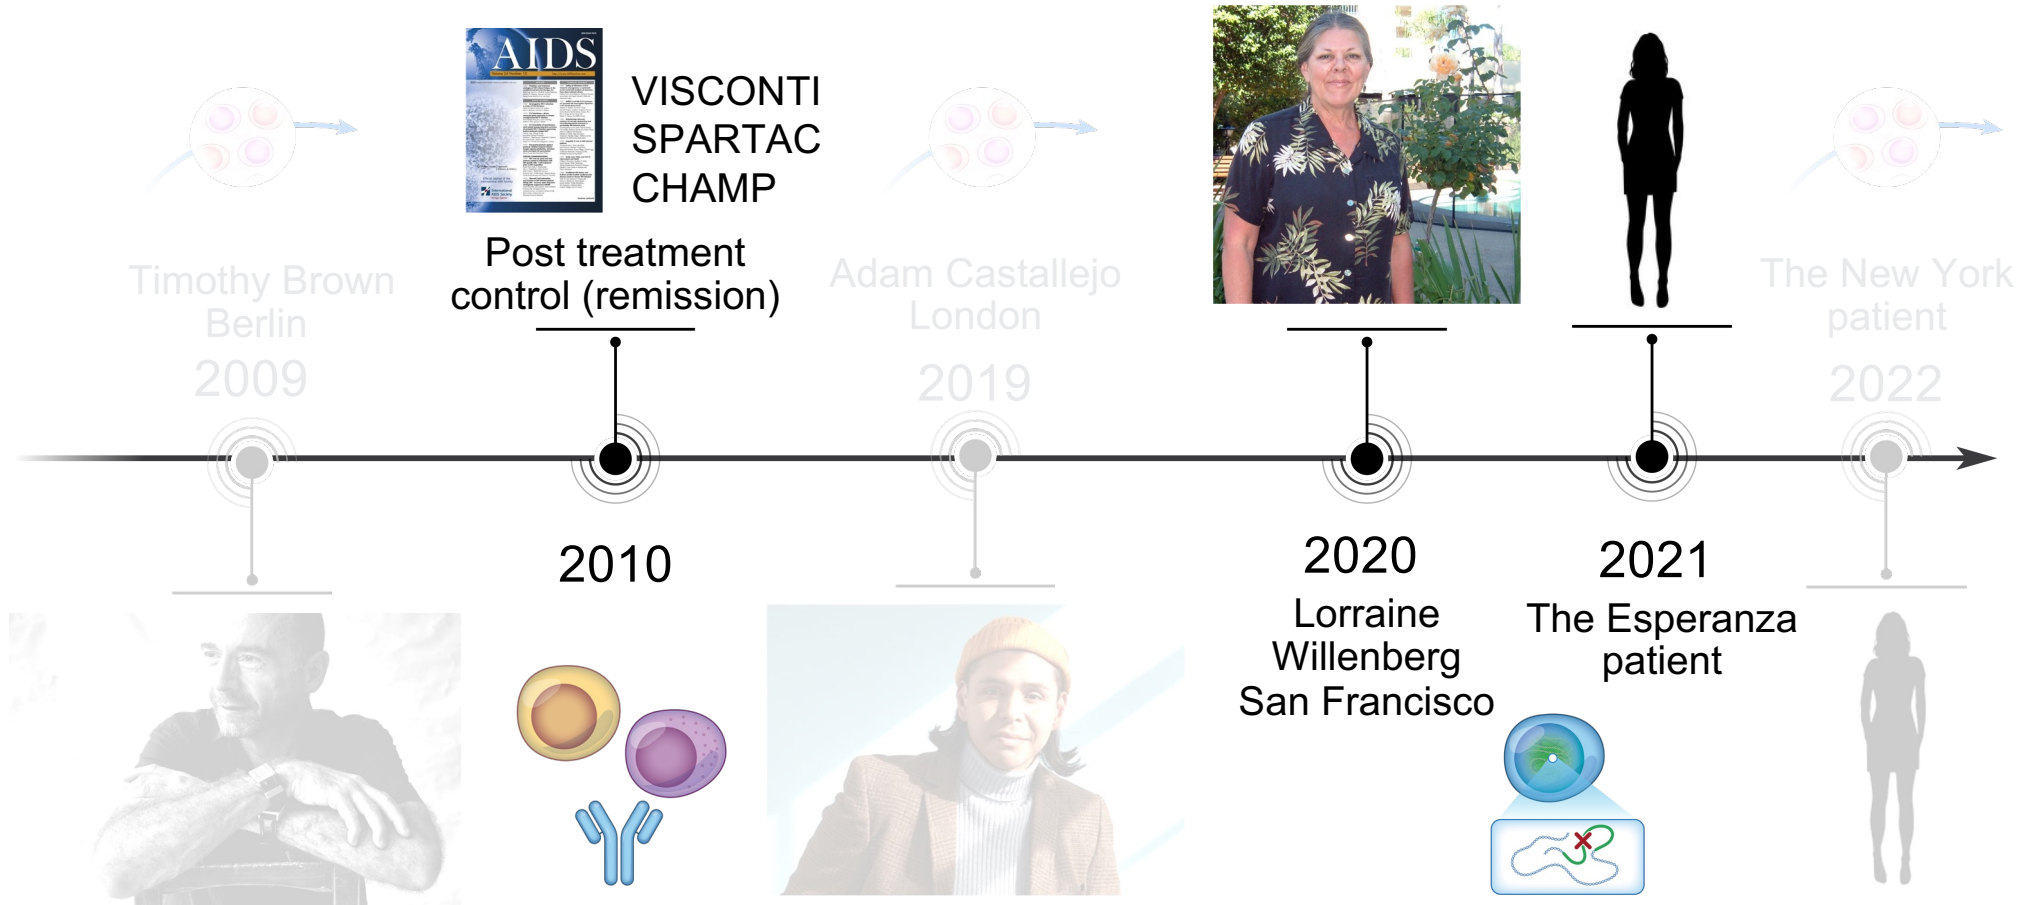 AIDS
VISCONTI
SPARTAC
CHAMP
Post treatment
control (remission)
Timothy Brown
Berlin
2009
Adam Castallejo
London
2019
The New York
patient
2022
2010
2020
Lorraine
Willenberg
San Francisco
2021
The Esperanza
patient